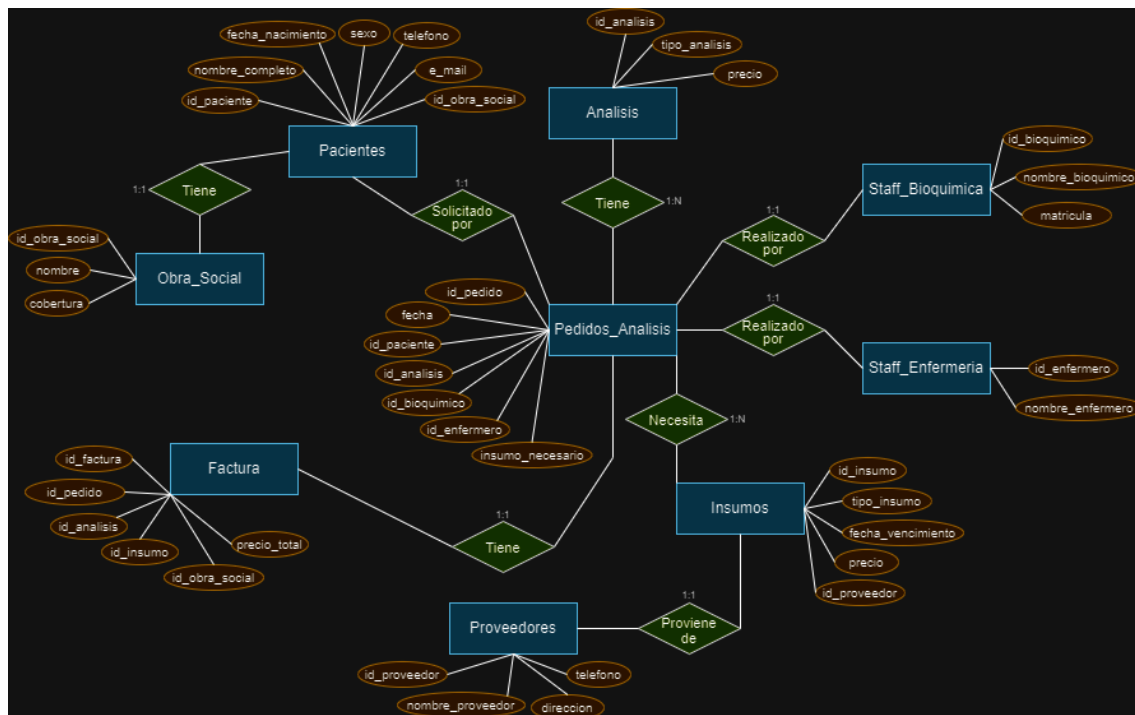 fecha_nacimiento
sexo
telefono
nombre_completo
e_mail
id_paciente
id_obra_social
Pacientes
1:1
Tiene
id_obra_social
nombre
cobertura
Obra_Social
1:1
Solicitado
por
id_analisis
tipo_analisis
precio
Analisis
Tiene
1:N
1:1
Realizado
por
Staff_Bioquimica
id_bioquimico
nombre_bioquimico
matricula
id_pedido
fecha
id_paciente
id_analisis
id_bioquimico
id_enfermero
insumo_necesario
Pedidos_Analisis
1:1
Realizado
por
Staff_Enfermeria
id_enfermero
nombre_enfermero
Necesita
1:N
Factura
id_factura
id_pedido
id_analisis
id_insumo
id_obra_social
precio_total
1:1
Tiene
Insumos
id_insumo
tipo_insumo
fecha_vencimiento
precio
id_proveedor
1:1
Proviene
de
Proveedores
id_proveedor
nombre_proveedor
telefono
direccion